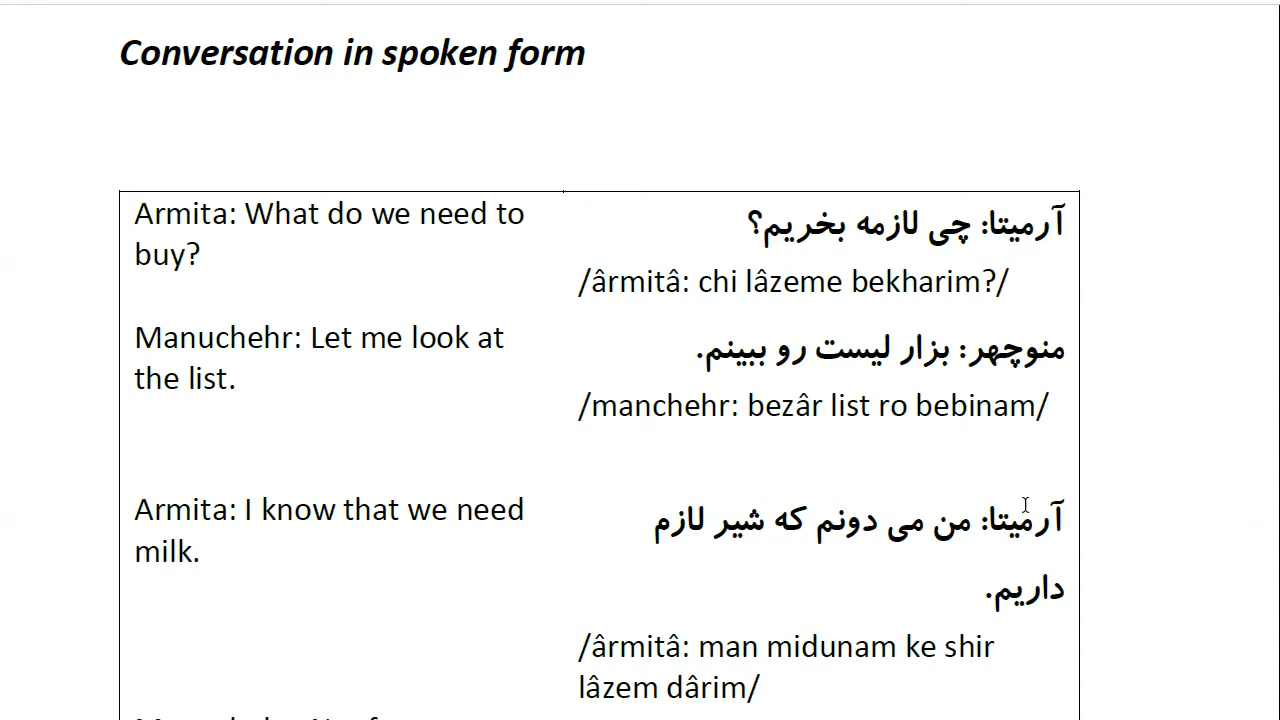 Conversation in spoken form
Armita: What do we need to
buy?
آرمیتا: چی لازمه بخریم؟
/ârmitâ: chi lâzeme bekharim?/
Manuchehr: Let me look at
the list.
منوچهر: بزار لیست رو ببینم.
/manchehr: bezâr list ro bebinam/
Armita: I know that we need
milk.
آرمیتا: من می دونم که شیر لازم
داریم.
/ârmitâ: man midunam ke shir
lâzem dârim/